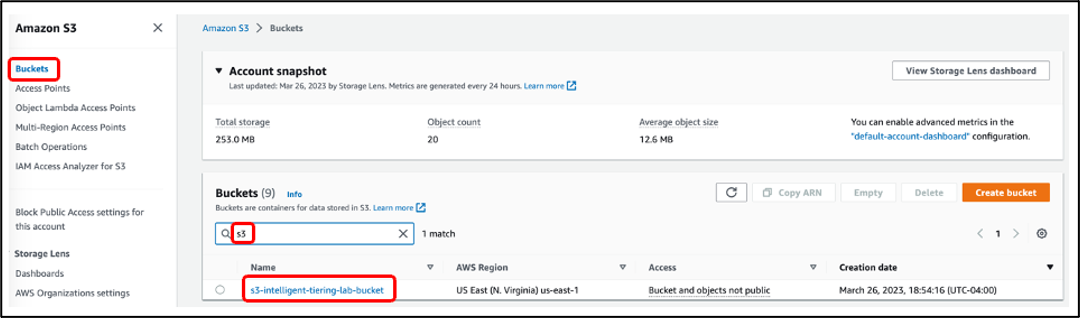 Amazon S3
Buckets
Access Points
Object Lambda Access Points
Multi-Region Access Points
Batch Operations
IAM Access Analyzer for S3
Block Public Access settings for
this account
Storage Lens
Dashboards
AWS Organizations settings
Amazon S3 > Buckets
Account snapshot
View Storage Lens dashboard
Last updated: Mar 26, 2023 by Storage Lens. Metrics are generated every 24 hours. Learn more
Total storage
253.0 MB
Object count
20
Average object size
12.6 MB
You can enable advanced metrics in the
"default-account-dashboard" configuration.
Buckets (9) Info
Buckets are containers for data stored in S3. Learn more
Copy ARN
Empty
Delete
Create bucket
s3
1 match
1
Name
AWS Region
Access
Creation date
s3-intelligent-tiering-lab-bucket
US East (N. Virginia) us-east-1
Bucket and objects not public
March 26, 2023, 18:54:16 (UTC-04:00)